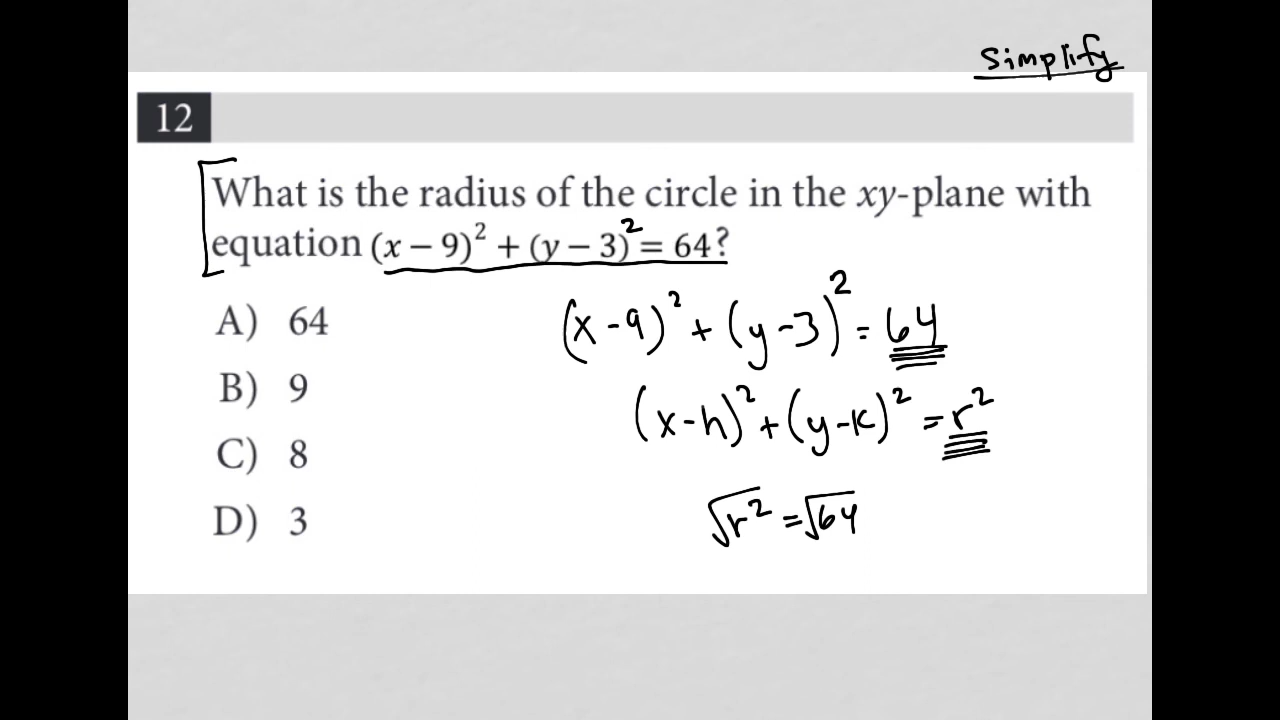 Simplify
12
What is the radius of the circle in the xy-plane with
equation (x – 9)² + (y – 3)² = 64?
A) 64
B) 9
C) 8
D) 3
(x-9)² + (y-3)² = 64
(x-h)² + (y-k)² = r²
√r² = √64